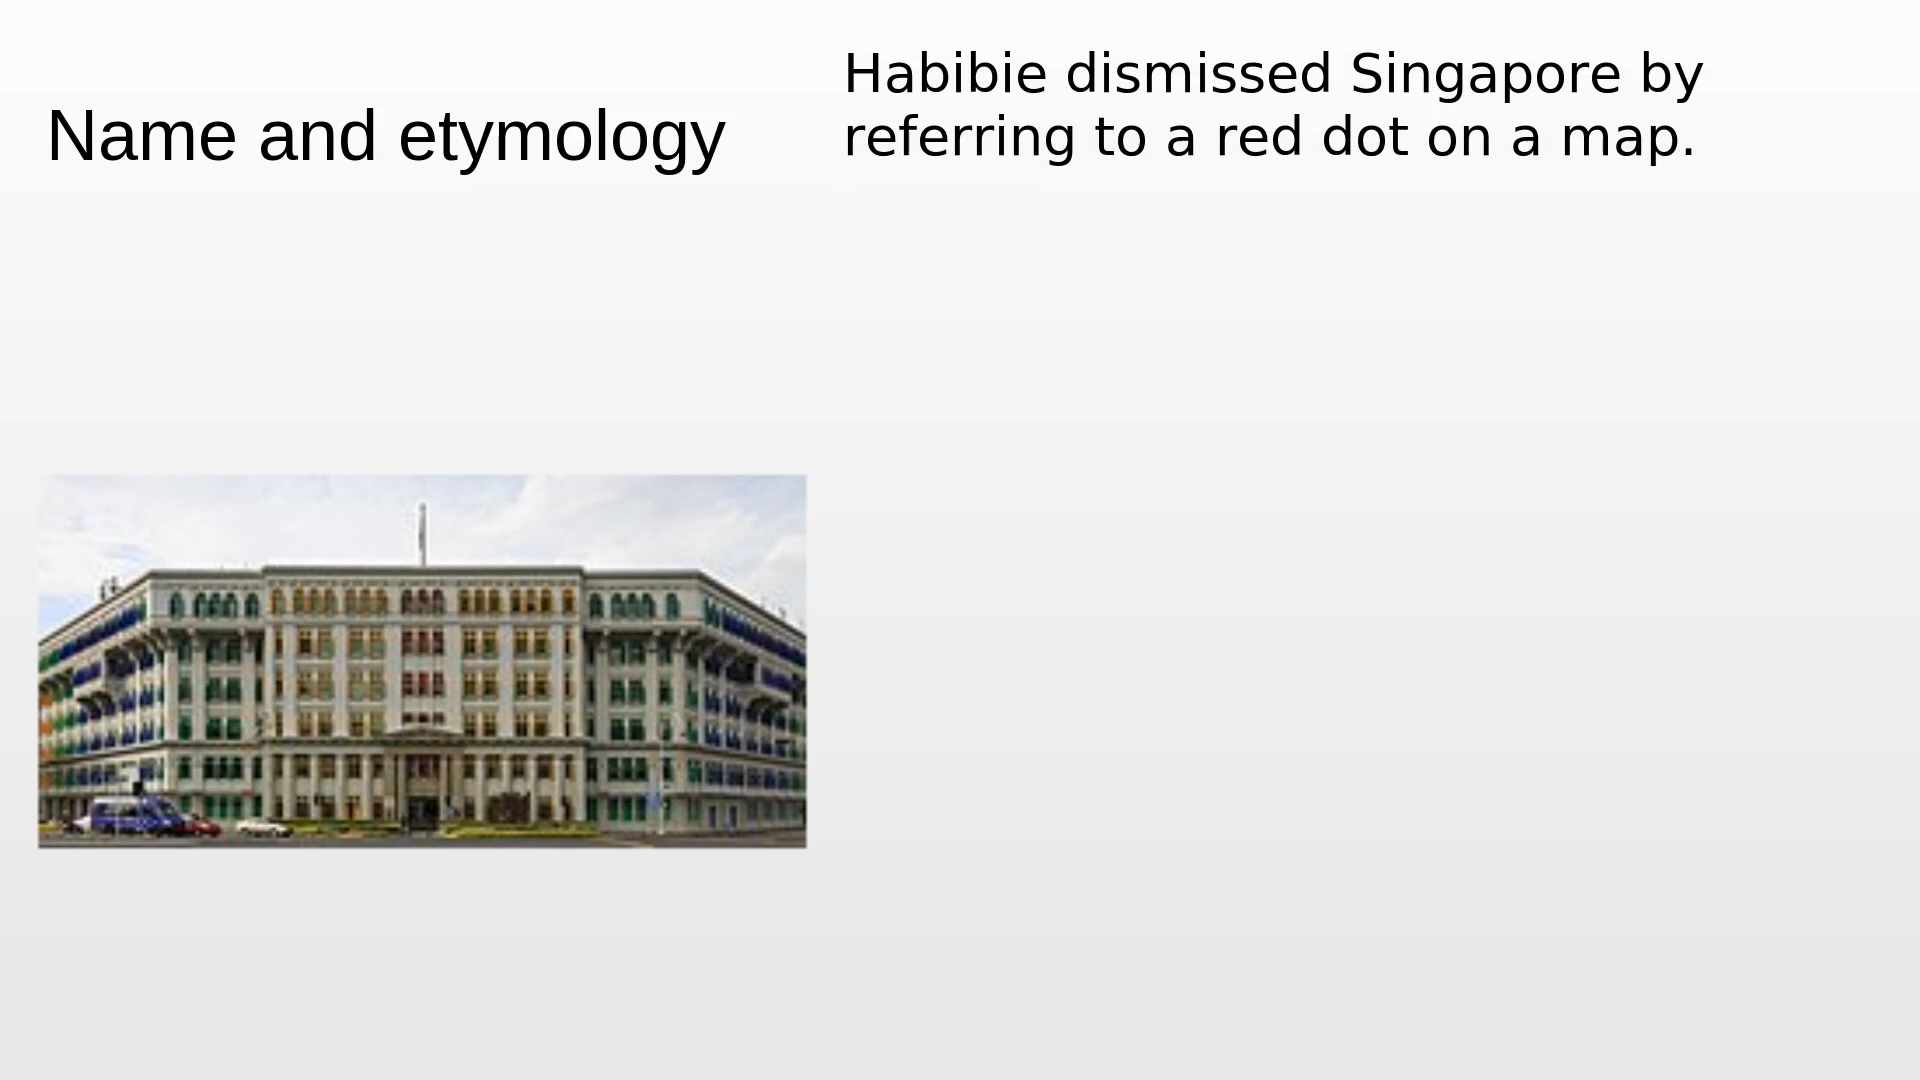 Name and etymology
Habibie dismissed Singapore by
referring to a red dot on a map.